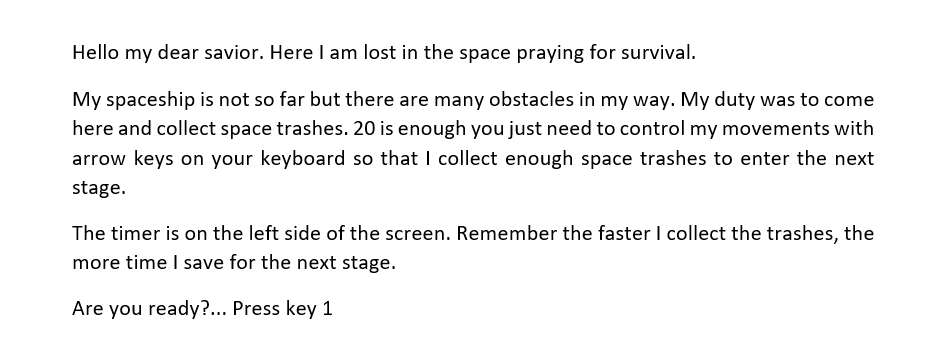 Hello my dear savior. Here I am lost in the space praying for survival.
My spaceship is not so far but there are many obstacles in my way. My duty was to come
here and collect space trashes. 20 is enough you just need to control my movements with
arrow keys on your keyboard so that I collect enough space trashes to enter the next
stage.
The timer is on the left side of the screen. Remember the faster I collect the trashes, the
more time I save for the next stage.
Are you ready?... Press key 1